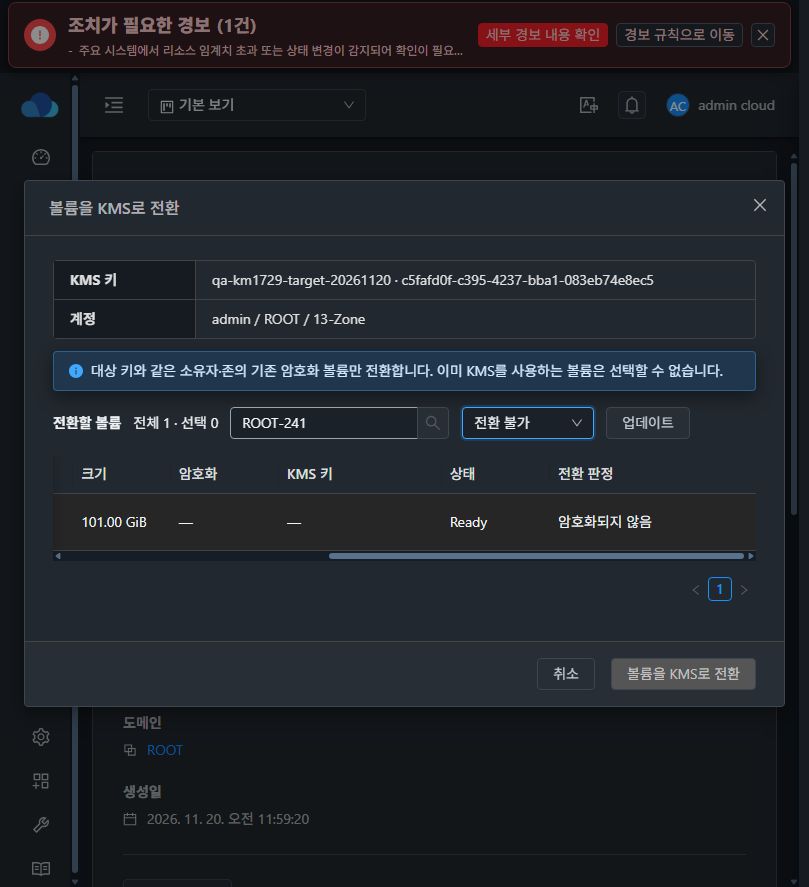 조치가 필요한 경보 (1건)
- 주요 시스템에서 리소스 임계치 초과 또는 상태 변경이 감지되어 확인이 필요...
세부 경보 내용 확인
경보 규칙으로 이동
기본 보기
AC admin cloud
볼륨을 KMS로 전환
KMS 키 qa-km1729-target-20261120 · c5fafd0f-c395-4237-bba1-083eb74e8ec5
계정 admin / ROOT / 13-Zone
대상 키와 같은 소유자·존의 기존 암호화 볼륨만 전환합니다. 이미 KMS를 사용하는 볼륨은 선택할 수 없습니다.
전환할 볼륨 전체 1 · 선택 0 ROOT-241 전환 불가 업데이트
크기 암호화 KMS 키 상태 전환 판정
101.00 GiB — — Ready 암호화되지 않음
< 1 >
취소 볼륨을 KMS로 전환
도메인
ROOT
생성일
2026. 11. 20. 오전 11:59:20